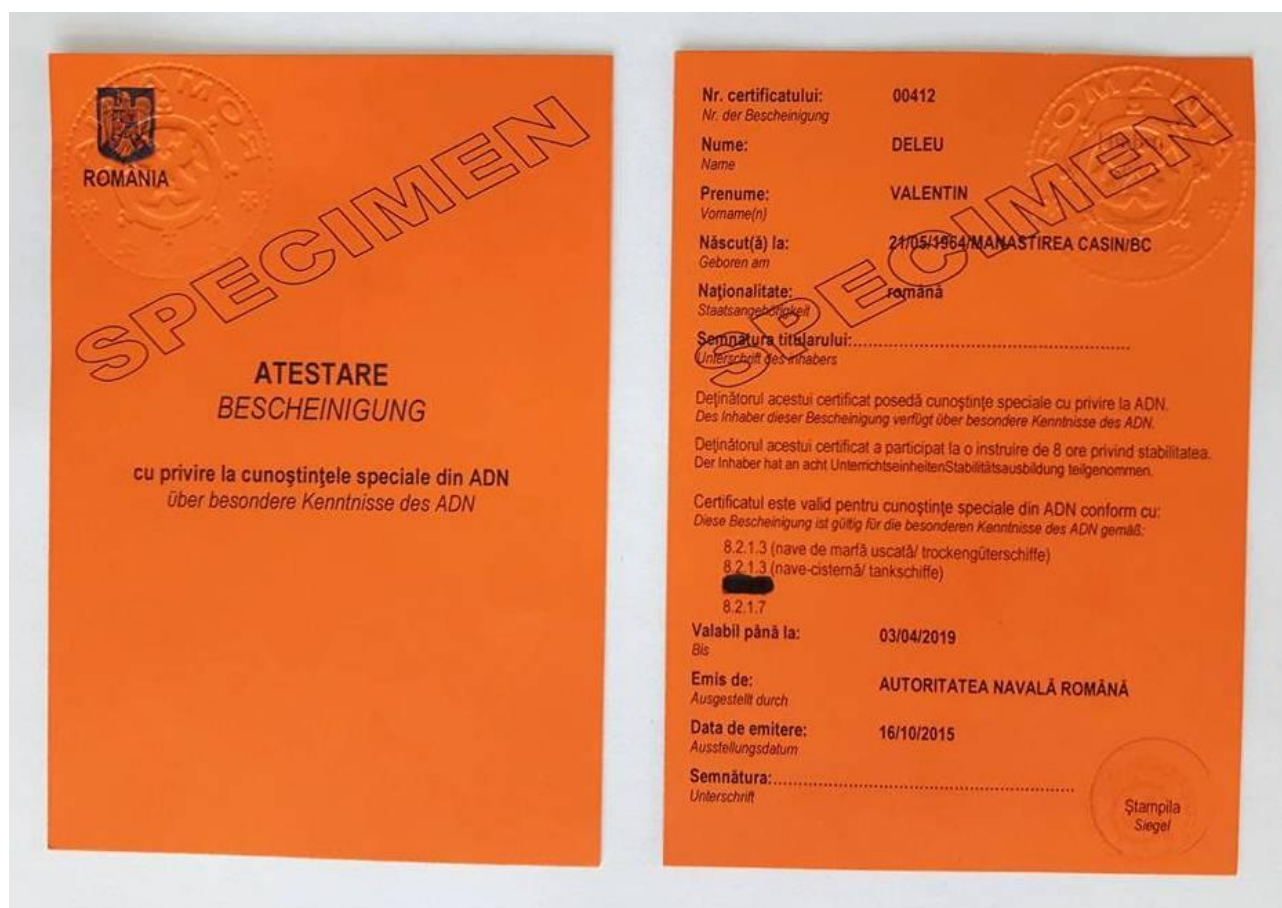 ROMÂNIA
SPECIMEN
ATESTARE
BESCHEINIGUNG
cu privire la cunoştinţele speciale din ADN
über besondere Kenntnisse des ADN
ROMANIA
SPECIMEN
Nr. certificatului: 00412
Nr. der Bescheinigung
Nume: DELEU
Name
Prenume: VALENTIN
Vorname(n)
Născut(ă) la: 21/05/1964/MANASTIREA CASIN/BC
Geboren am
Naţionalitate: română
Staatsangehörigkeit
Semnătura titularului:
Unterschrift des Inhabers
Deţinătorul acestui certificat posedă cunoştinţe speciale cu privire la ADN.
Des Inhaber dieser Bescheinigung verfügt über besondere Kenntnisse des ADN.
Deţinătorul acestui certificat a participat la o instruire de 8 ore privind stabilitatea.
Der Inhaber hat an acht UnterrichtseinheitenStabilitätsausbildung teilgenommen.
Certificatul este valid pentru cunoştinţe speciale din ADN conform cu:
Diese Bescheinigung ist gültig für die besonderen Kenntnisse des ADN gemäß:
8.2.1.3 (nave de marfă uscată/ trockengüterschiffe)
8.2.1.3 (nave-cisternă/ tankschiffe)
8.2.1.7
Valabil până la: 03/04/2019
Bis
Emis de: AUTORITATEA NAVALĂ ROMÂNĂ
Ausgestellt durch
Data de emitere: 16/10/2015
Ausstellungsdatum
Semnătura:
Unterschrift
Ştampila
Siegel